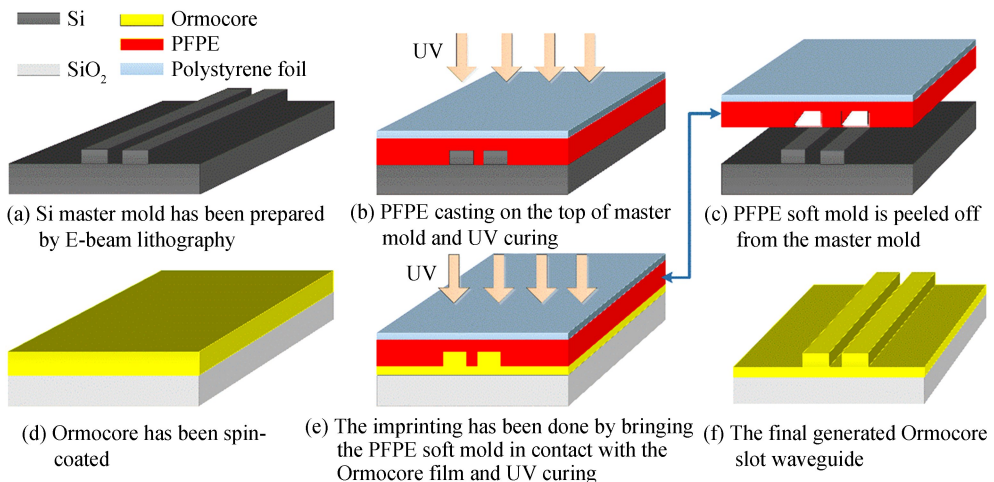 Si
Ormocore
PFPE
SiO2
Polystyrene foil
UV
(a) Si master mold has been prepared
by E-beam lithography
(b) PFPE casting on the top of master
mold and UV curing
(c) PFPE soft mold is peeled off
from the master mold
UV
(d) Ormocore has been spin-
coated
(e) The imprinting has been done by bringing
the PFPE soft mold in contact with the
Ormocore film and UV curing
(f) The final generated Ormocore
slot waveguide